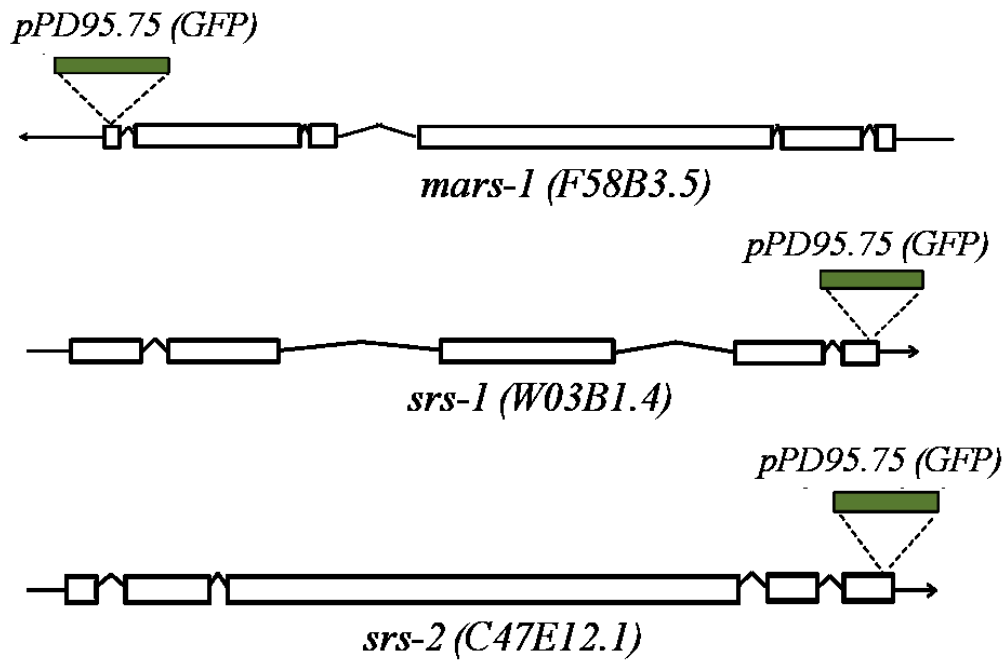 pPD95.75 (GFP)
mars-1 (F58B3.5)
pPD95.75 (GFP)
srs-1 (W03B1.4)
pPD95.75 (GFP)
srs-2 (C47E12.1)